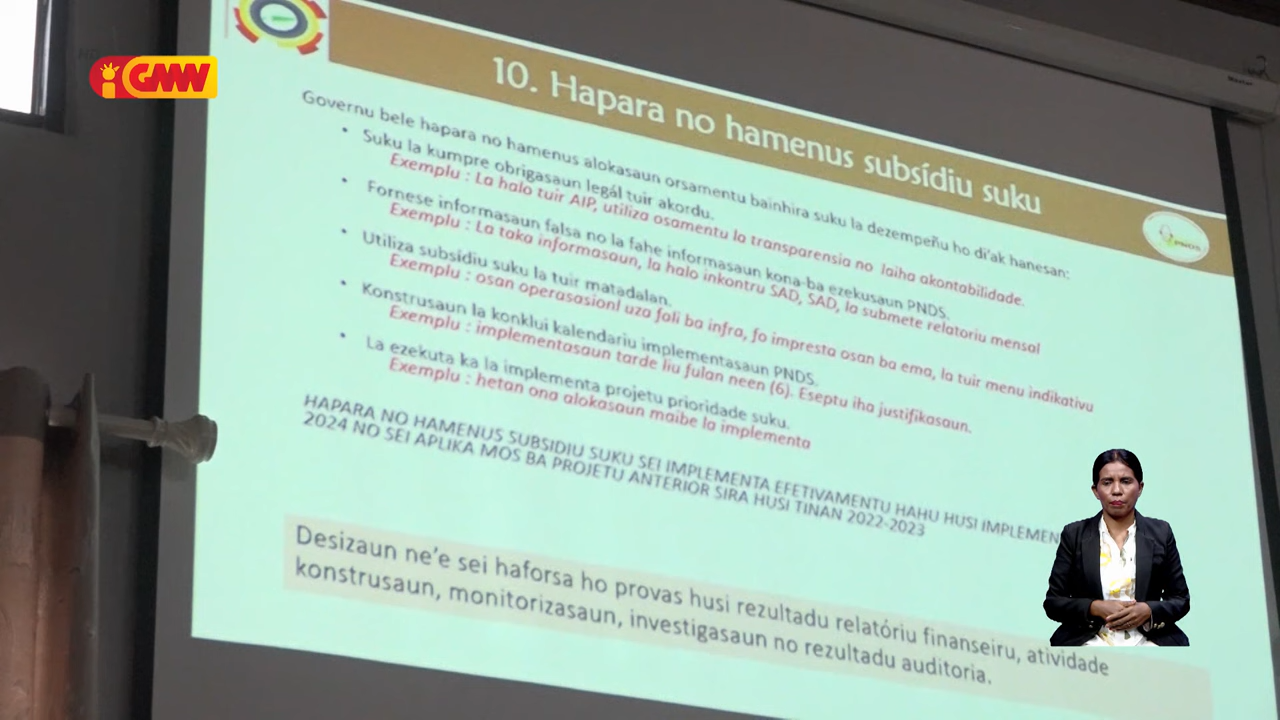 GMN
10. Hapara no hamenus subsídiu suku
Governu bele hapara no hamenus alokasaun orsamentu bainhira suku la dezempeñu ho di'ak hanesan:
• Suku la kumpre obrigasaun legál tuir akordu.
Exemplu : La halo tuir AIP, utiliza osamentu la transparensia no laiha akontabilidade.
• Fornese informasaun falsa no la fahe informasaun kona-ba ezekusaun PNDS.
Exemplu : La taka informasaun, la halo inkontru SAD, SAD, la submete relatoriu mensal
• Utiliza subsídiu suku la tuir matadalan.
Exemplu : osan operasasionl uza fali ba infra, fo impresta osan ba ema, la tuir menu indikativu
• Konstrusaun la konklui kalendariu implementasaun PNDS.
Exemplu : implementasaun tarde liu fulan neen (6). Eseptu iha justifikasaun.
• La ezekuta ka la implementa projetu prioridade suku.
Exemplu : hetan ona alokasaun maibe la implementa
HAPARA NO HAMENUS SUBSIDIU SUKU SEI IMPLEMENTA EFETIVAMENTU HAHU HUSI IMPLEMEN
2024 NO SEI APLIKA MOS BA PROJETU ANTERIOR SIRA HUSI TINAN 2022-2023
Desizaun ne'e sei haforsa ho provas husi rezultadu relatóriu finanseiru, atividade
konstrusaun, monitorizasaun, investigasaun no rezultadu auditoria.
PNDS